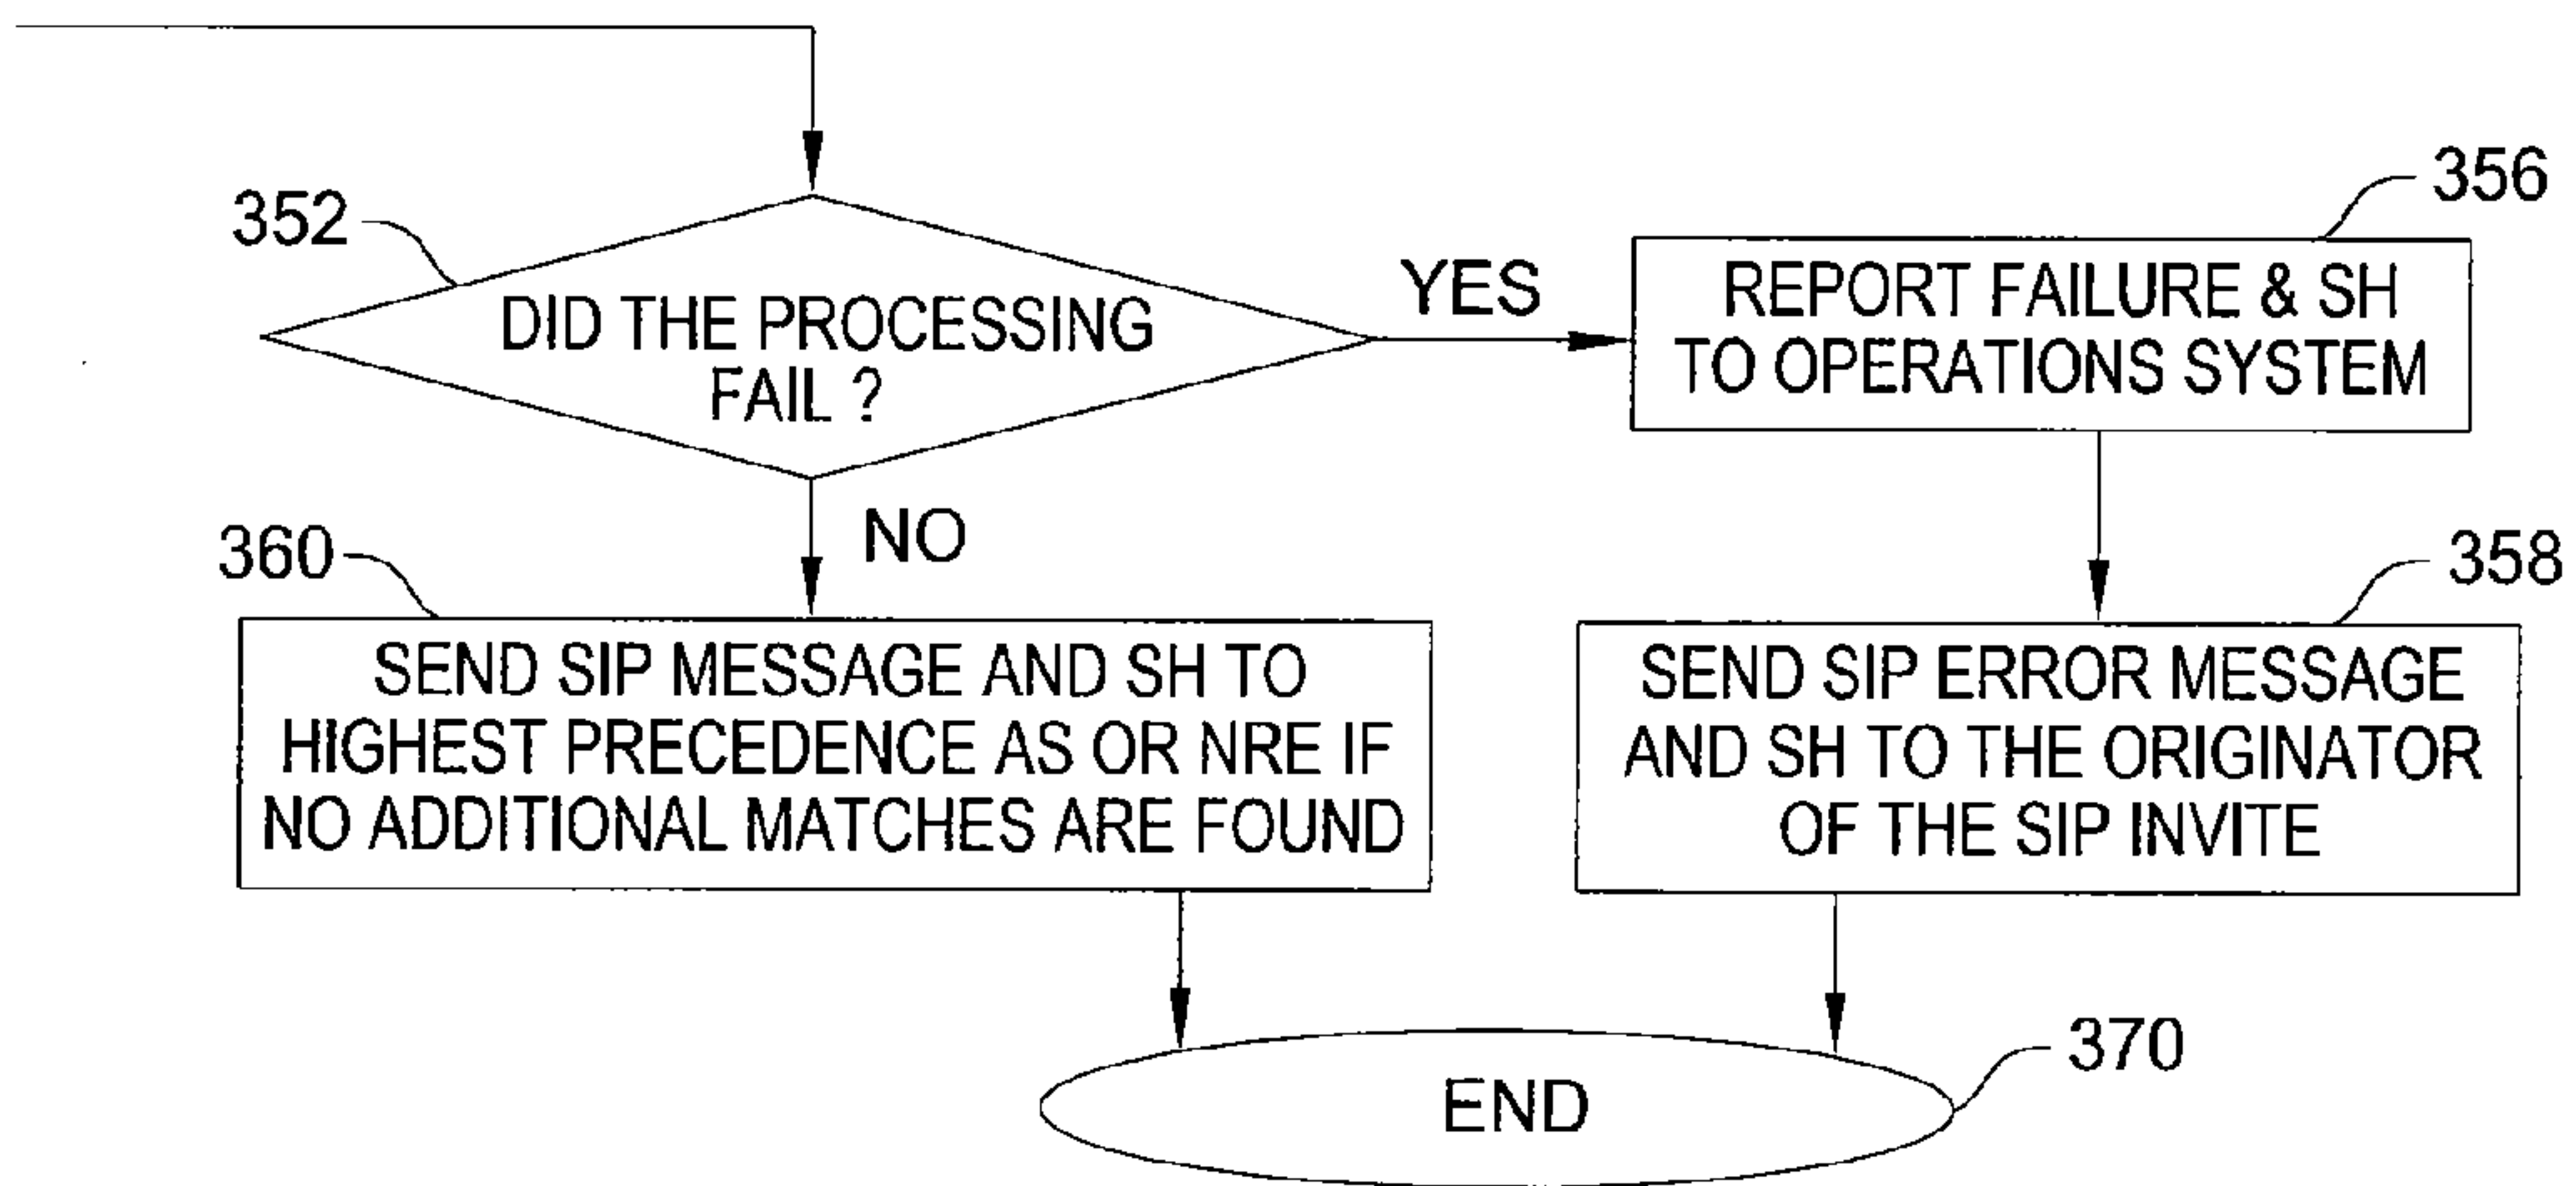 352
DID THE PROCESSING
FAIL ?
YES
356
REPORT FAILURE & SH
TO OPERATIONS SYSTEM
NO
360
SEND SIP MESSAGE AND SH TO
HIGHEST PRECEDENCE AS OR NRE IF
NO ADDITIONAL MATCHES ARE FOUND
358
SEND SIP ERROR MESSAGE
AND SH TO THE ORIGINATOR
OF THE SIP INVITE
END
370